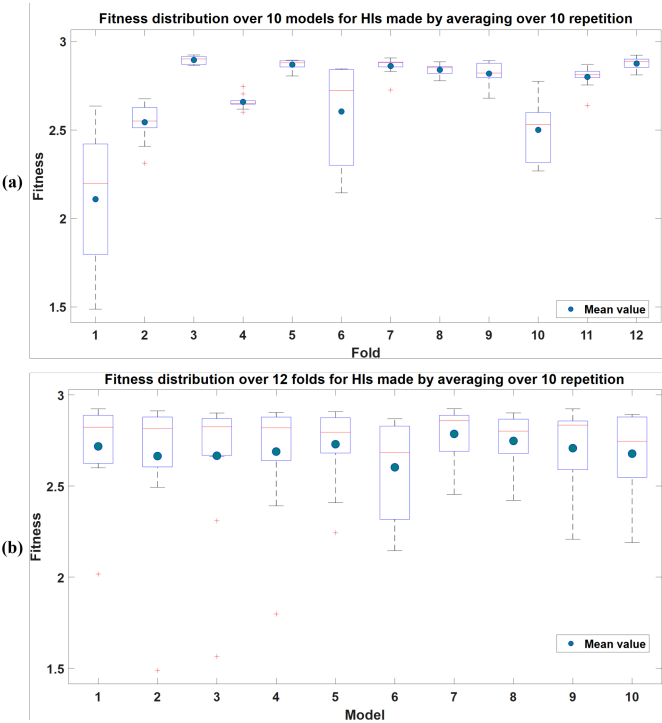 Fitness distribution over 10 models for HIs made by averaging over 10 repetition
3
2.5
2
1.5
(a)
Fitness
1 2 3 4 5 6 7 8 9 10 11 12
Fold
Mean value
Fitness distribution over 12 folds for HIs made by averaging over 10 repetition
3
2.5
2
1.5
(b)
Fitness
1 2 3 4 5 6 7 8 9 10
Model
Mean value